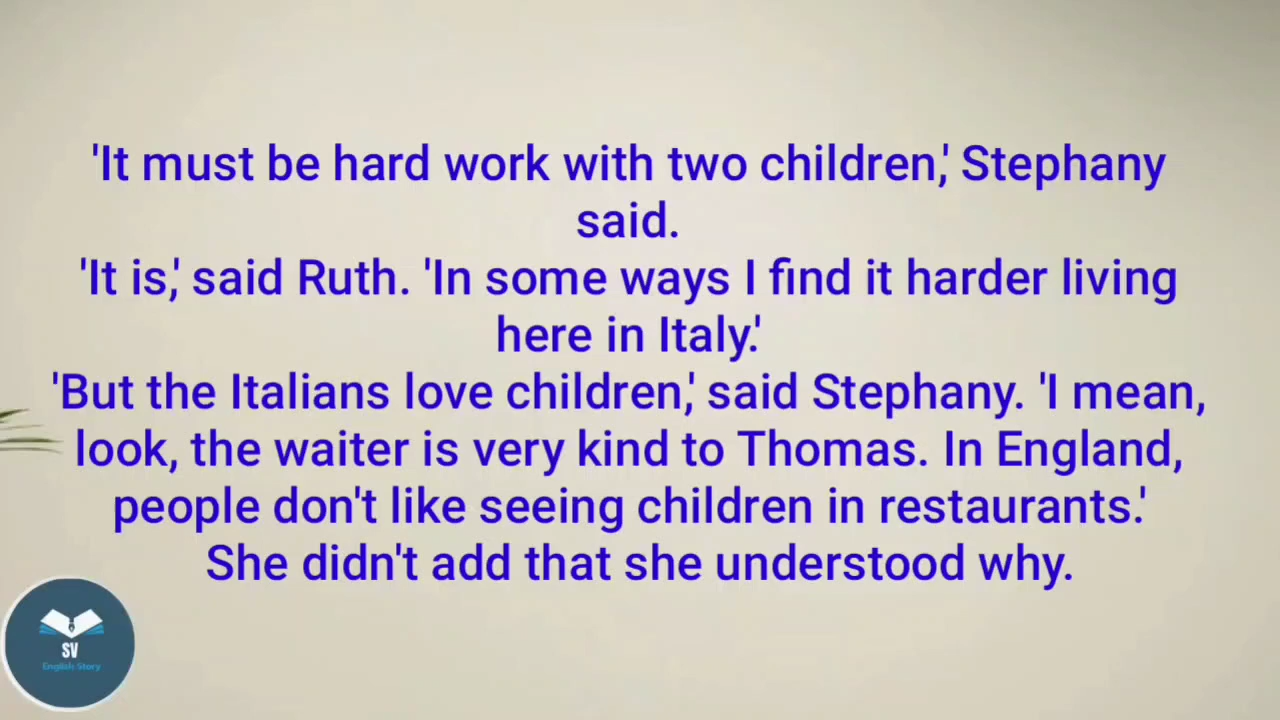 'It must be hard work with two children,' Stephany
said.
'It is,' said Ruth. 'In some ways I find it harder living
here in Italy.'
'But the Italians love children,' said Stephany. 'I mean,
look, the waiter is very kind to Thomas. In England,
people don't like seeing children in restaurants.'
She didn't add that she understood why.
SV
English Story